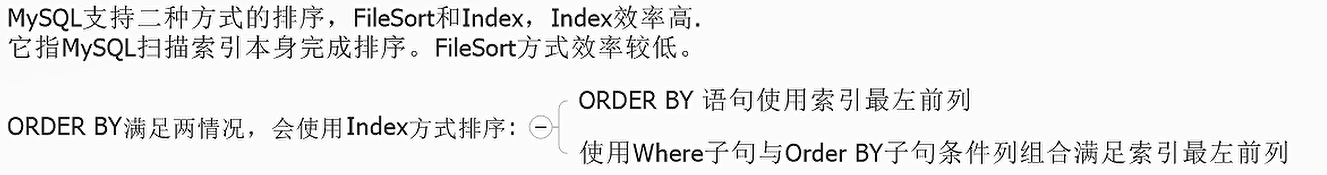 MySQL支持二种方式的排序，FileSort和Index，Index效率高.
它指MySQL扫描索引本身完成排序。FileSort方式效率较低。
ORDER BY满足两情况，会使用Index方式排序：
ORDER BY 语句使用索引最左前列
使用Where子句与Order BY子句条件列组合满足索引最左前列